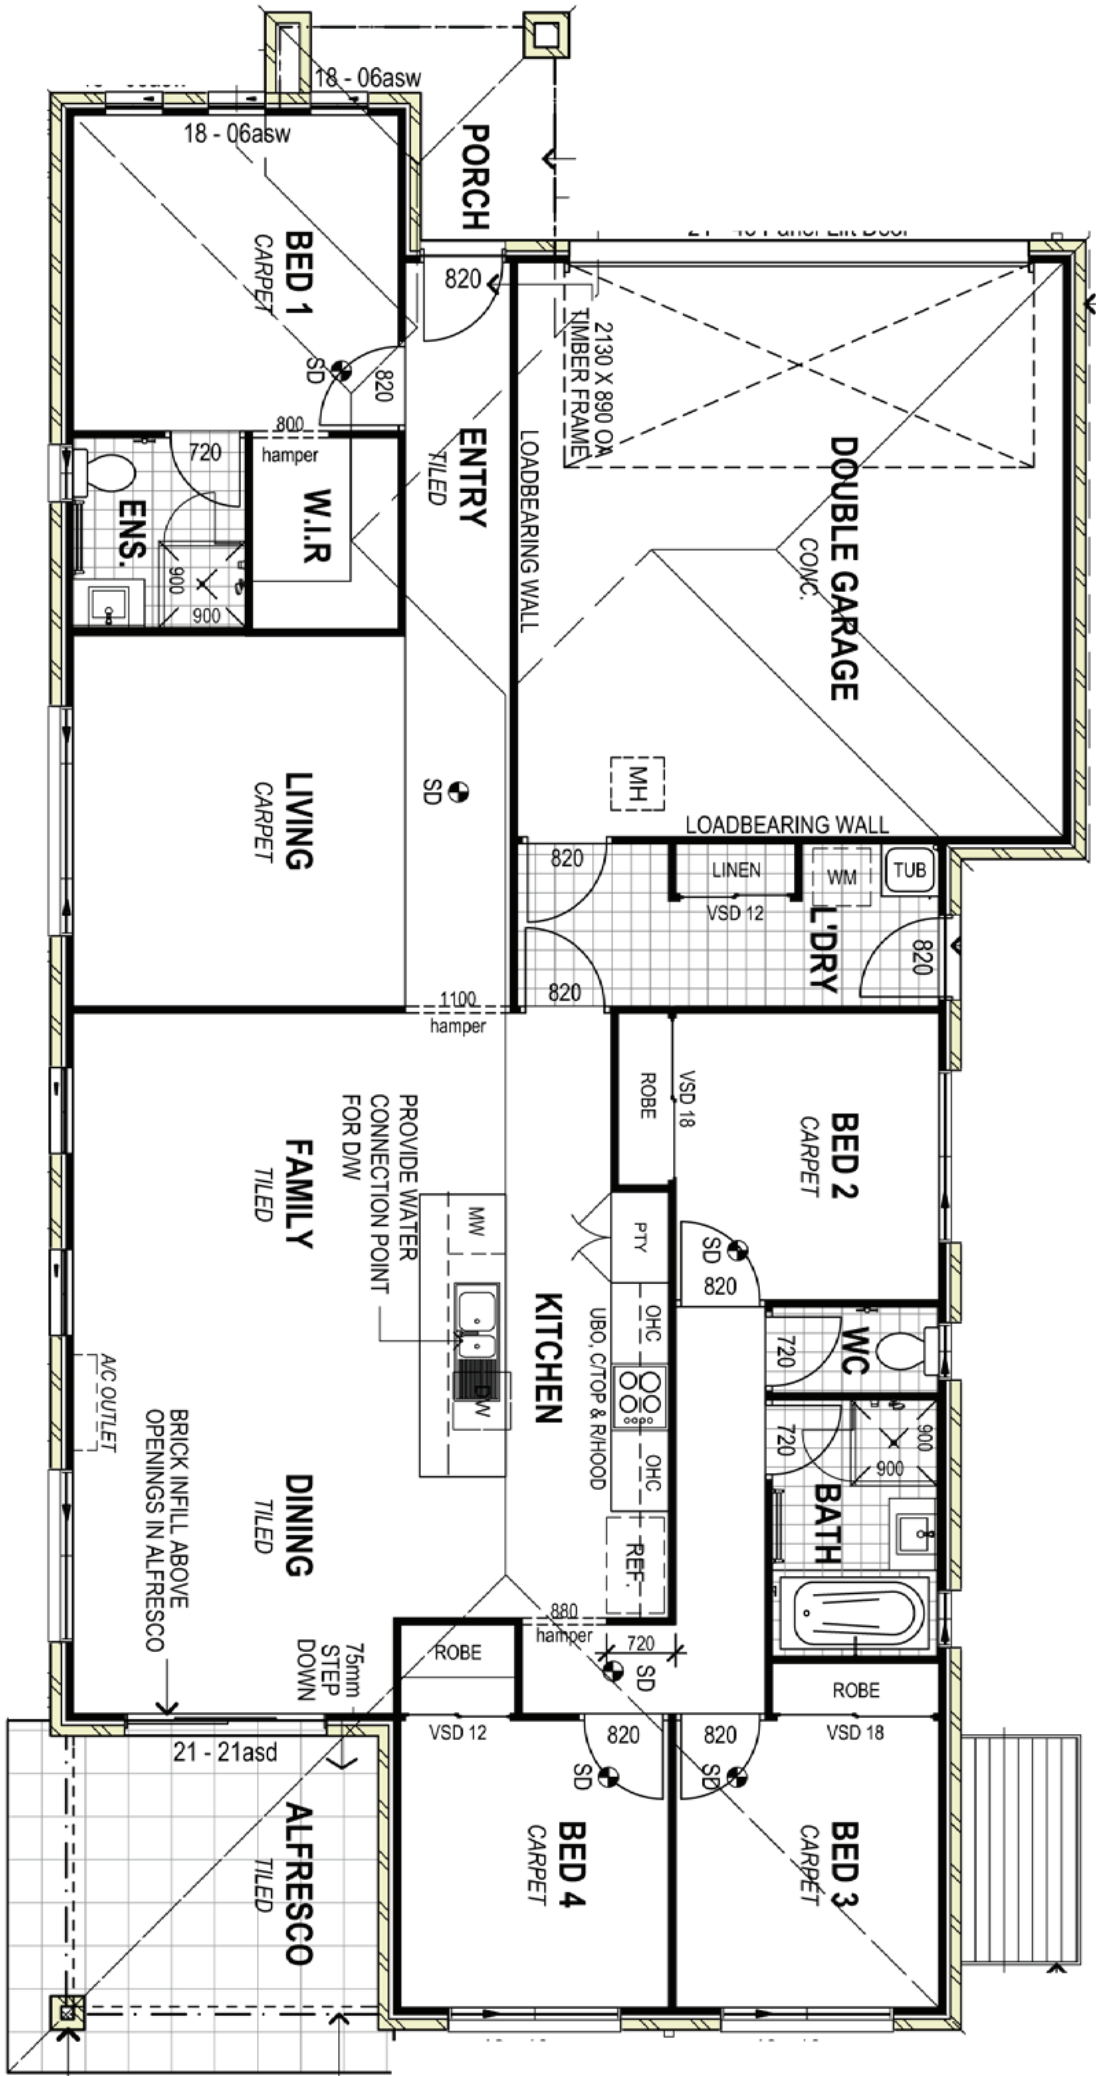 18 - 06asw
18 - 06asw
PORCH
BED 1
CARPET
820
2130 X 890 OA
TIMBER FRAME
SD
820
800
hamper
720
ENS.
900
900
W.I.R
ENTRY
TILED
LOADBEARING WALL
DOUBLE GARAGE
CONC.
LIVING
CARPET
SD
MH
LOADBEARING WALL
820
LINEN
VSD 12
WM
TUB
L'DRY
820
820
1100
hamper
ROBE
VSD 18
BED 2
CARPET
PROVIDE WATER
CONNECTION POINT
FOR D/W
FAMILY
TILED
MW
PTY
SD
820
KITCHEN
OHC
UBO, C/TOP & R/HOOD
D/W
OHC
REF.
WC
720
720
900
900
BATH
A/C OUTLET
BRICK INFILL ABOVE
OPENINGS IN ALFRESCO
DINING
TILED
880
hamper
720
SD
75mm
STEP
DOWN
ROBE
VSD 12
ROBE
VSD 18
21 - 21asd
820
SD
820
SD
ALFRESCO
TILED
BED 4
CARPET
BED 3
CARPET